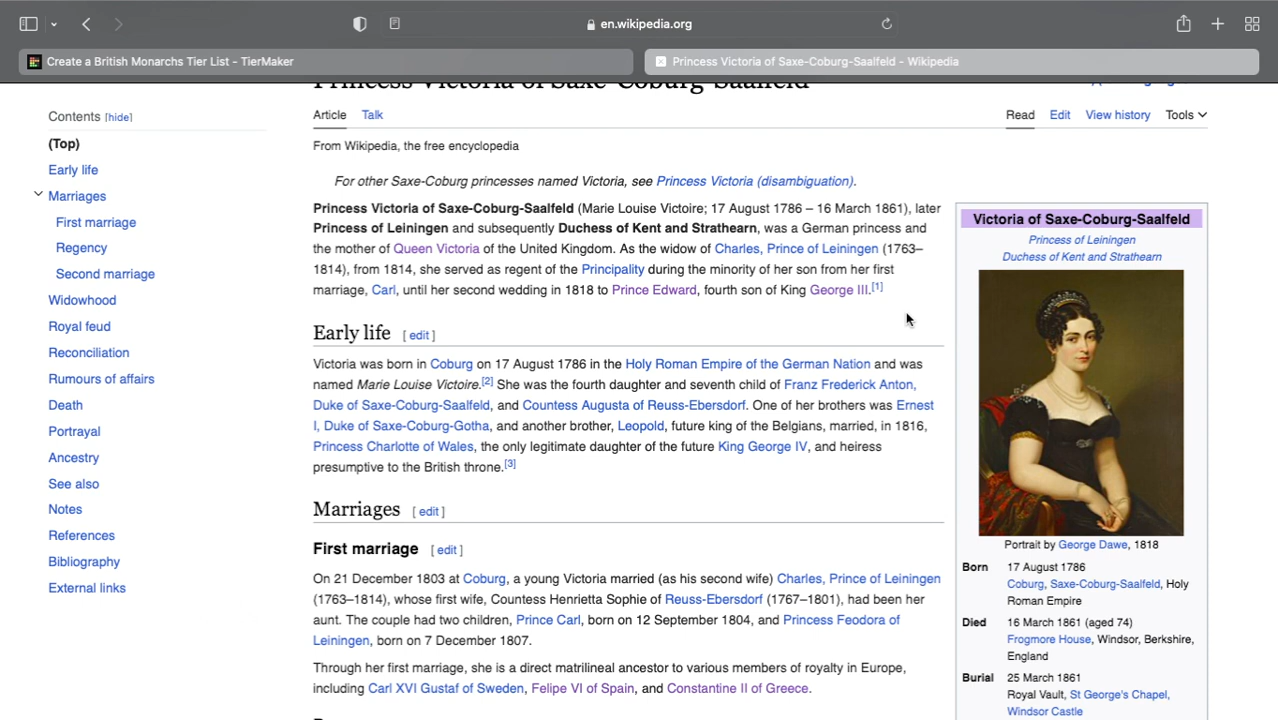 en.wikipedia.org
Create a British Monarchs Tier List - TierMaker
Princess Victoria of Saxe-Coburg-Saalfeld - Wikipedia
Princess Victoria of Saxe-Coburg-Saalfeld
Contents [hide]
(Top)
Early life
Marriages
First marriage
Regency
Second marriage
Widowhood
Royal feud
Reconciliation
Rumours of affairs
Death
Portrayal
Ancestry
See also
Notes
References
Bibliography
External links
Article Talk
Read Edit View history Tools
From Wikipedia, the free encyclopedia
For other Saxe-Coburg princesses named Victoria, see Princess Victoria (disambiguation).
Princess Victoria of Saxe-Coburg-Saalfeld (Marie Louise Victoire; 17 August 1786 – 16 March 1861), later
Princess of Leiningen and subsequently Duchess of Kent and Strathearn, was a German princess and
the mother of Queen Victoria of the United Kingdom. As the widow of Charles, Prince of Leiningen (1763–
1814), from 1814, she served as regent of the Principality during the minority of her son from her first
marriage, Carl, until her second wedding in 1818 to Prince Edward, fourth son of King George III.[1]
Early life [ edit ]
Victoria was born in Coburg on 17 August 1786 in the Holy Roman Empire of the German Nation and was
named Marie Louise Victoire.[2] She was the fourth daughter and seventh child of Franz Frederick Anton,
Duke of Saxe-Coburg-Saalfeld, and Countess Augusta of Reuss-Ebersdorf. One of her brothers was Ernest
I, Duke of Saxe-Coburg-Gotha, and another brother, Leopold, future king of the Belgians, married, in 1816,
Princess Charlotte of Wales, the only legitimate daughter of the future King George IV, and heiress
presumptive to the British throne.[3]
Marriages [ edit ]
First marriage [ edit ]
On 21 December 1803 at Coburg, a young Victoria married (as his second wife) Charles, Prince of Leiningen
(1763–1814), whose first wife, Countess Henrietta Sophie of Reuss-Ebersdorf (1767–1801), had been her
aunt. The couple had two children, Prince Carl, born on 12 September 1804, and Princess Feodora of
Leiningen, born on 7 December 1807.
Through her first marriage, she is a direct matrilineal ancestor to various members of royalty in Europe,
including Carl XVI Gustaf of Sweden, Felipe VI of Spain, and Constantine II of Greece.
Victoria of Saxe-Coburg-Saalfeld
Princess of Leiningen
Duchess of Kent and Strathearn
Portrait by George Dawe, 1818
Born 17 August 1786
Coburg, Saxe-Coburg-Saalfeld, Holy
Roman Empire
Died 16 March 1861 (aged 74)
Frogmore House, Windsor, Berkshire,
England
Burial 25 March 1861
Royal Vault, St George's Chapel,
Windsor Castle